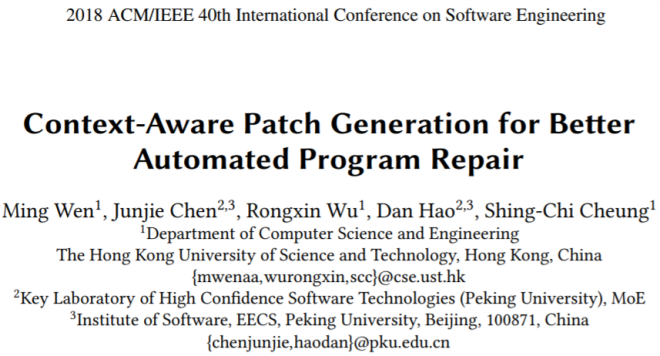 2018 ACM/IEEE 40th International Conference on Software Engineering
Context-Aware Patch Generation for Better
Automated Program Repair
Ming Wen¹, Junjie Chen²,³, Rongxin Wu¹, Dan Hao²,³, Shing-Chi Cheung¹
¹Department of Computer Science and Engineering
The Hong Kong University of Science and Technology, Hong Kong, China
{mwenaa,wurongxin,scc}@cse.ust.hk
²Key Laboratory of High Confidence Software Technologies (Peking University), MoE
³Institute of Software, EECS, Peking University, Beijing, 100871, China
{chenjunjie,haodan}@pku.edu.cn